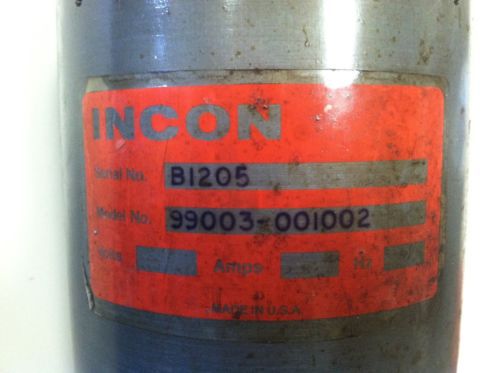 INCON
Serial No. B1205
Model No. 99003-001002
Volts Amps Hz
MADE IN U.S.A